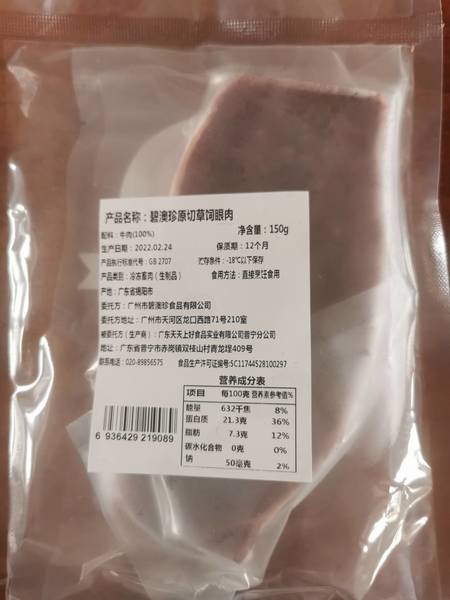 产品名称：碧澳珍原切草饲眼肉
配料：牛肉(100%) 净含量：150g
生产日期：2022.02.24 保质期：12个月
产品执行标准代号：GB 2707 贮存条件：-18℃以下保存
产品类别：冷冻畜肉（生制品） 食用方法：直接烹饪食用
产地：广东省揭阳市
委托方：广州市碧澳珍食品有限公司
委托方地址：广州市天河区龙口西路71号210室
被委托方（生产商）：广东天天上好食品实业有限公司普宁分公司
地址：广东省普宁市赤岗镇双棱山村青龙埕409号
联系电话：020-89856575 食品生产许可证编号:SC11744528100297
营养成分表
项目 每100克 营养素参考值%
能量 632千焦 8%
蛋白质 21.3克 36%
脂肪 7.3克 12%
碳水化合物 0克 0%
钠 50毫克 2%
6 936429 219089